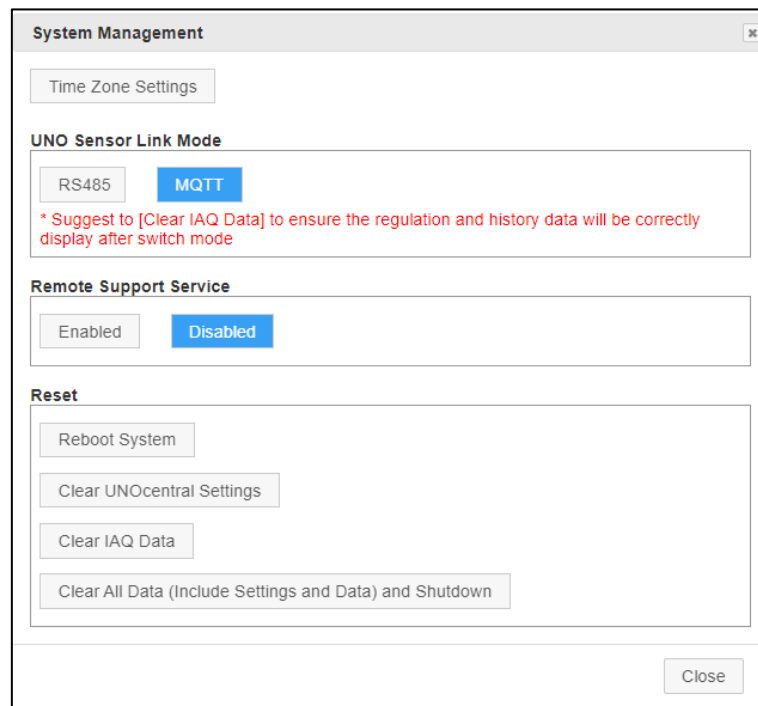 System Management
Time Zone Settings
UNO Sensor Link Mode
RS485 MQTT
* Suggest to [Clear IAQ Data] to ensure the regulation and history data will be correctly
display after switch mode
Remote Support Service
Enabled Disabled
Reset
Reboot System
Clear UNOcentral Settings
Clear IAQ Data
Clear All Data (Include Settings and Data) and Shutdown
Close